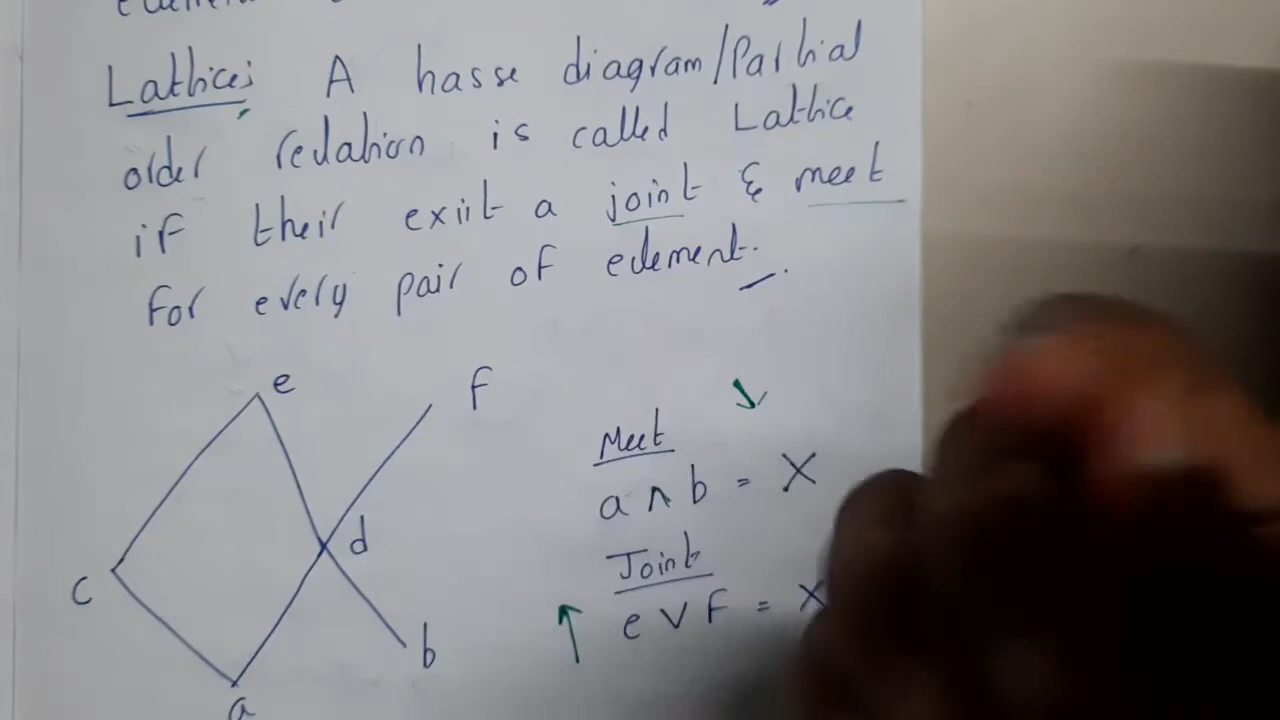 Lattice; A hasse diagram/Partial
order relation is called Lattice
if their exist a joint & meet
for every pair of element.
e
f
Meet
a ∧ b = X
d
Joint
c
e ∨ F = X
b
a